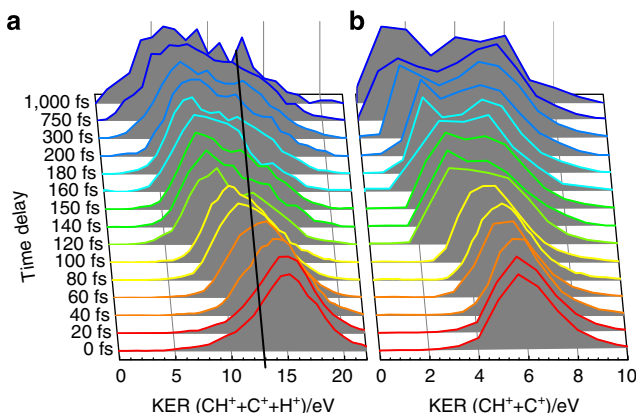 a
b
1,000 fs
750 fs
300 fs
200 fs
180 fs
160 fs
150 fs
140 fs
120 fs
100 fs
80 fs
60 fs
40 fs
20 fs
0 fs
Time delay
0 5 10 15 20
0 2 4 6 8 10
KER (CH⁺+C⁺+H⁺)/eV
KER (CH⁺+C⁺)/eV